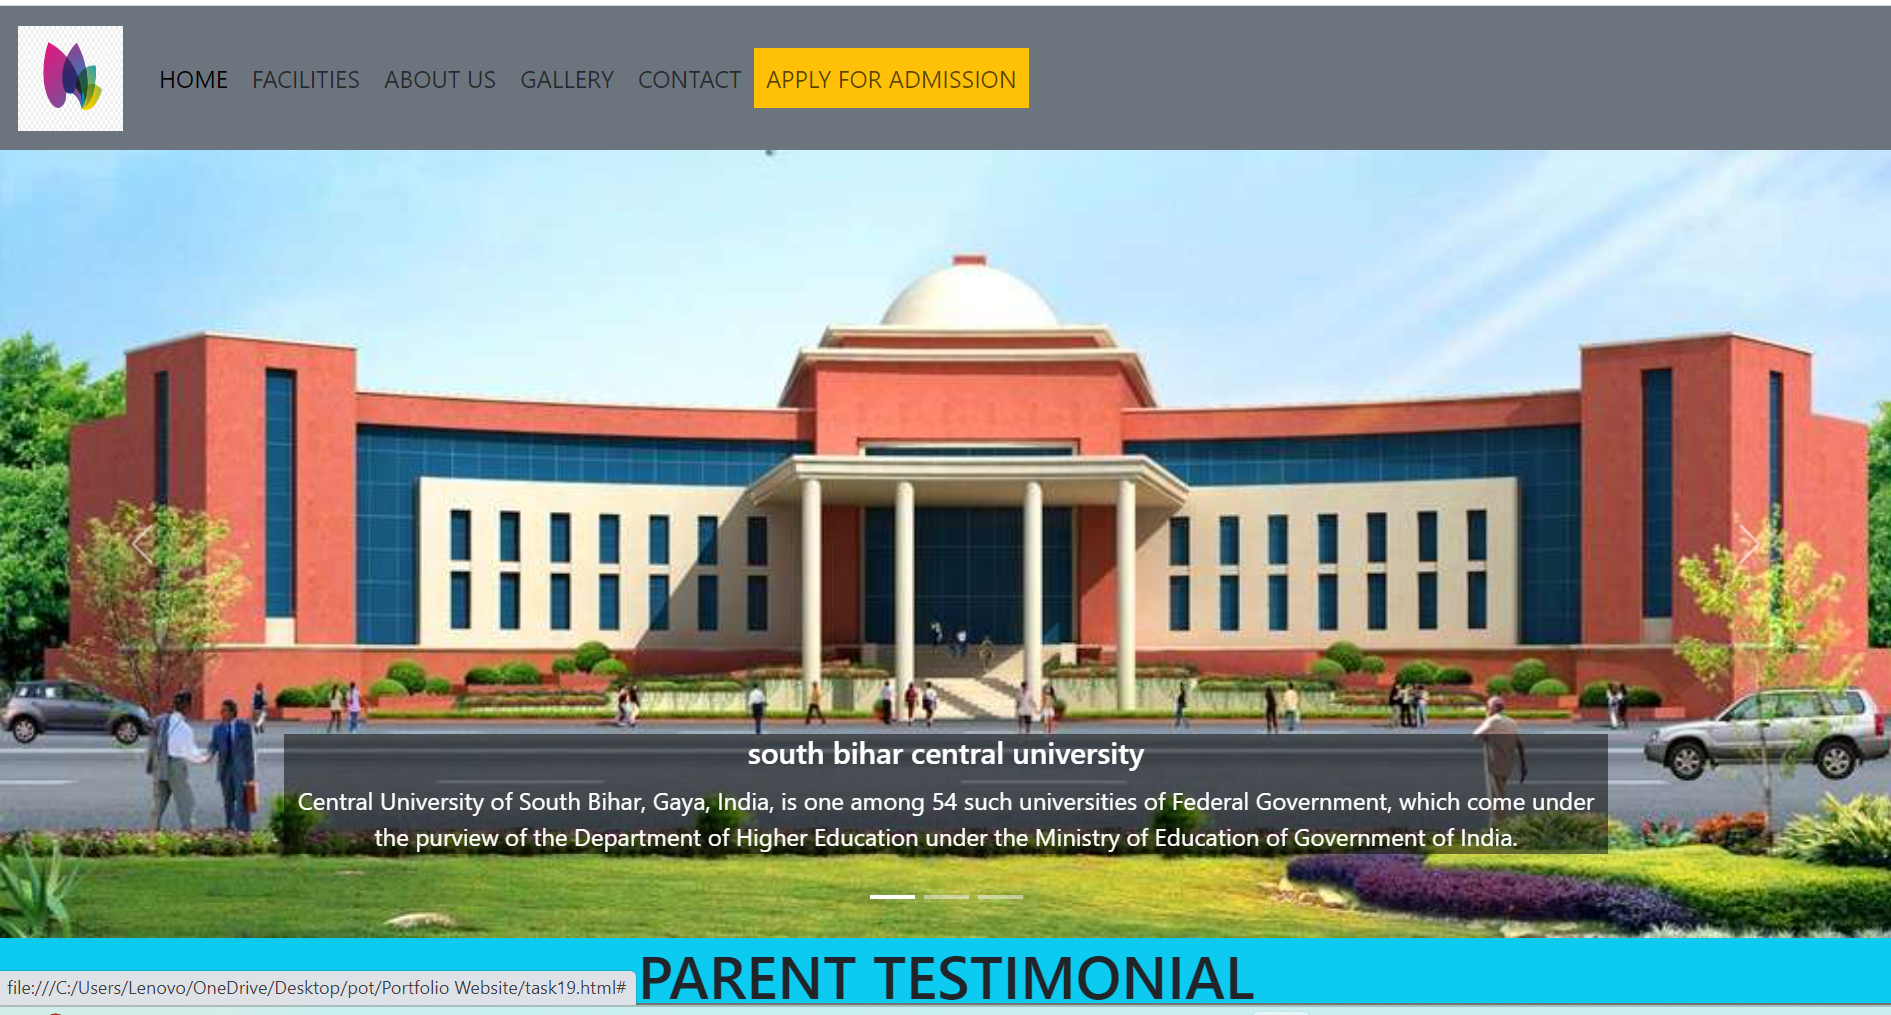 HOME FACILITIES ABOUT US GALLERY CONTACT APPLY FOR ADMISSION
south bihar central university
Central University of South Bihar, Gaya, India, is one among 54 such universities of Federal Government, which come under
the purview of the Department of Higher Education under the Ministry of Education of Government of India.
PARENT TESTIMONIAL
file:///C:/Users/Lenovo/OneDrive/Desktop/pot/Portfolio Website/task19.html#